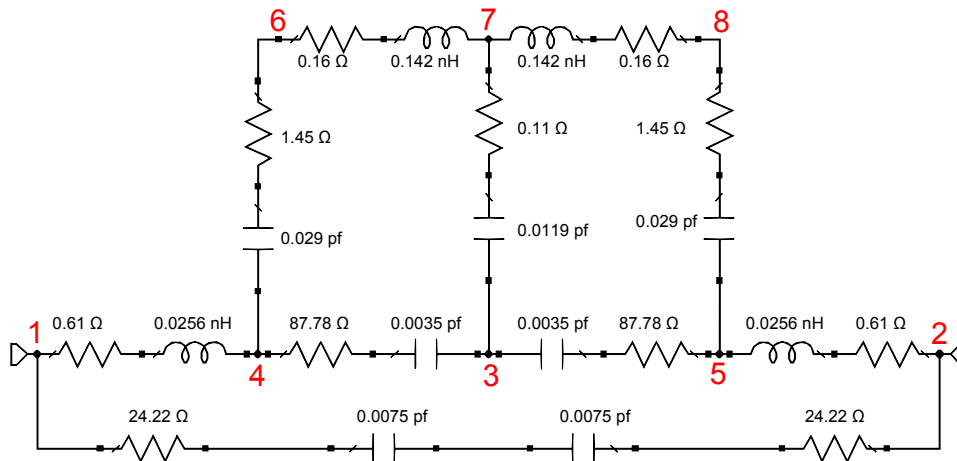 6
7
8
0.16 Ω
0.142 nH
0.142 nH
0.16 Ω
1.45 Ω
0.11 Ω
1.45 Ω
0.029 pf
0.0119 pf
0.029 pf
1
0.61 Ω
0.0256 nH
87.78 Ω
0.0035 pf
0.0035 pf
87.78 Ω
0.0256 nH
0.61 Ω
2
4
3
5
24.22 Ω
0.0075 pf
0.0075 pf
24.22 Ω